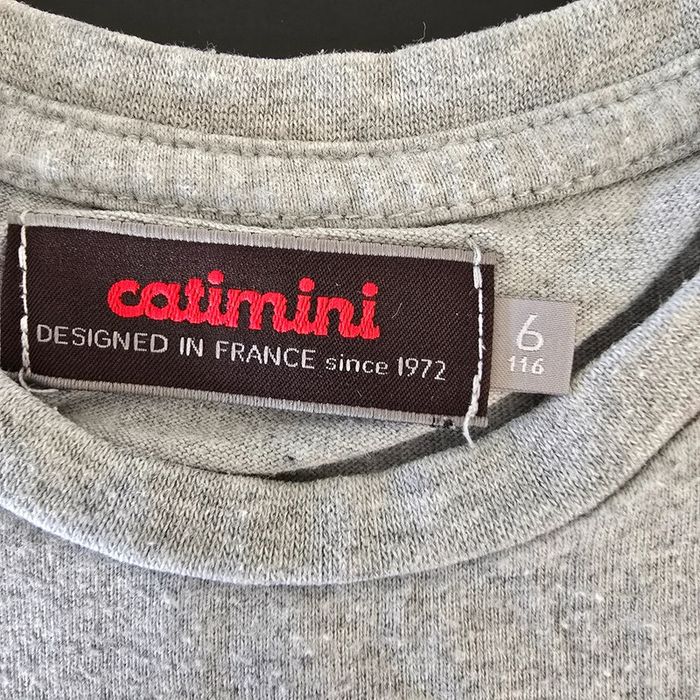 catimini
DESIGNED IN FRANCE since 1972
6
116